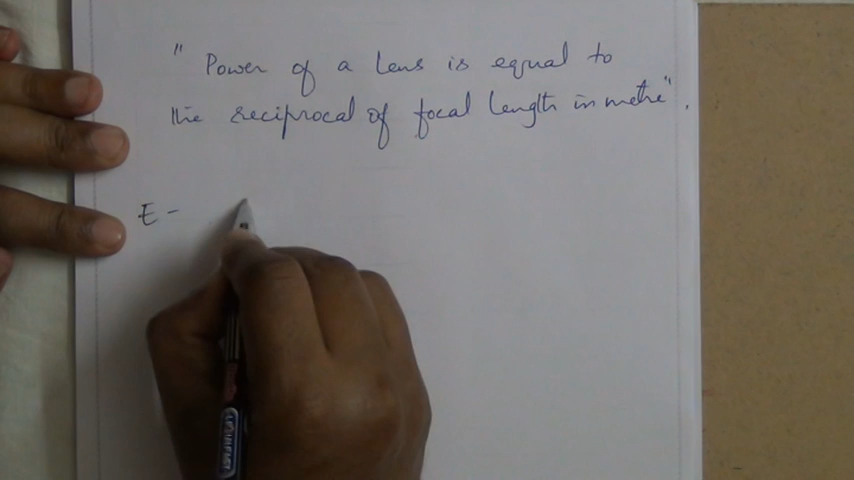 " Power of a lens is equal to
the reciprocal of focal length in metre".
E -